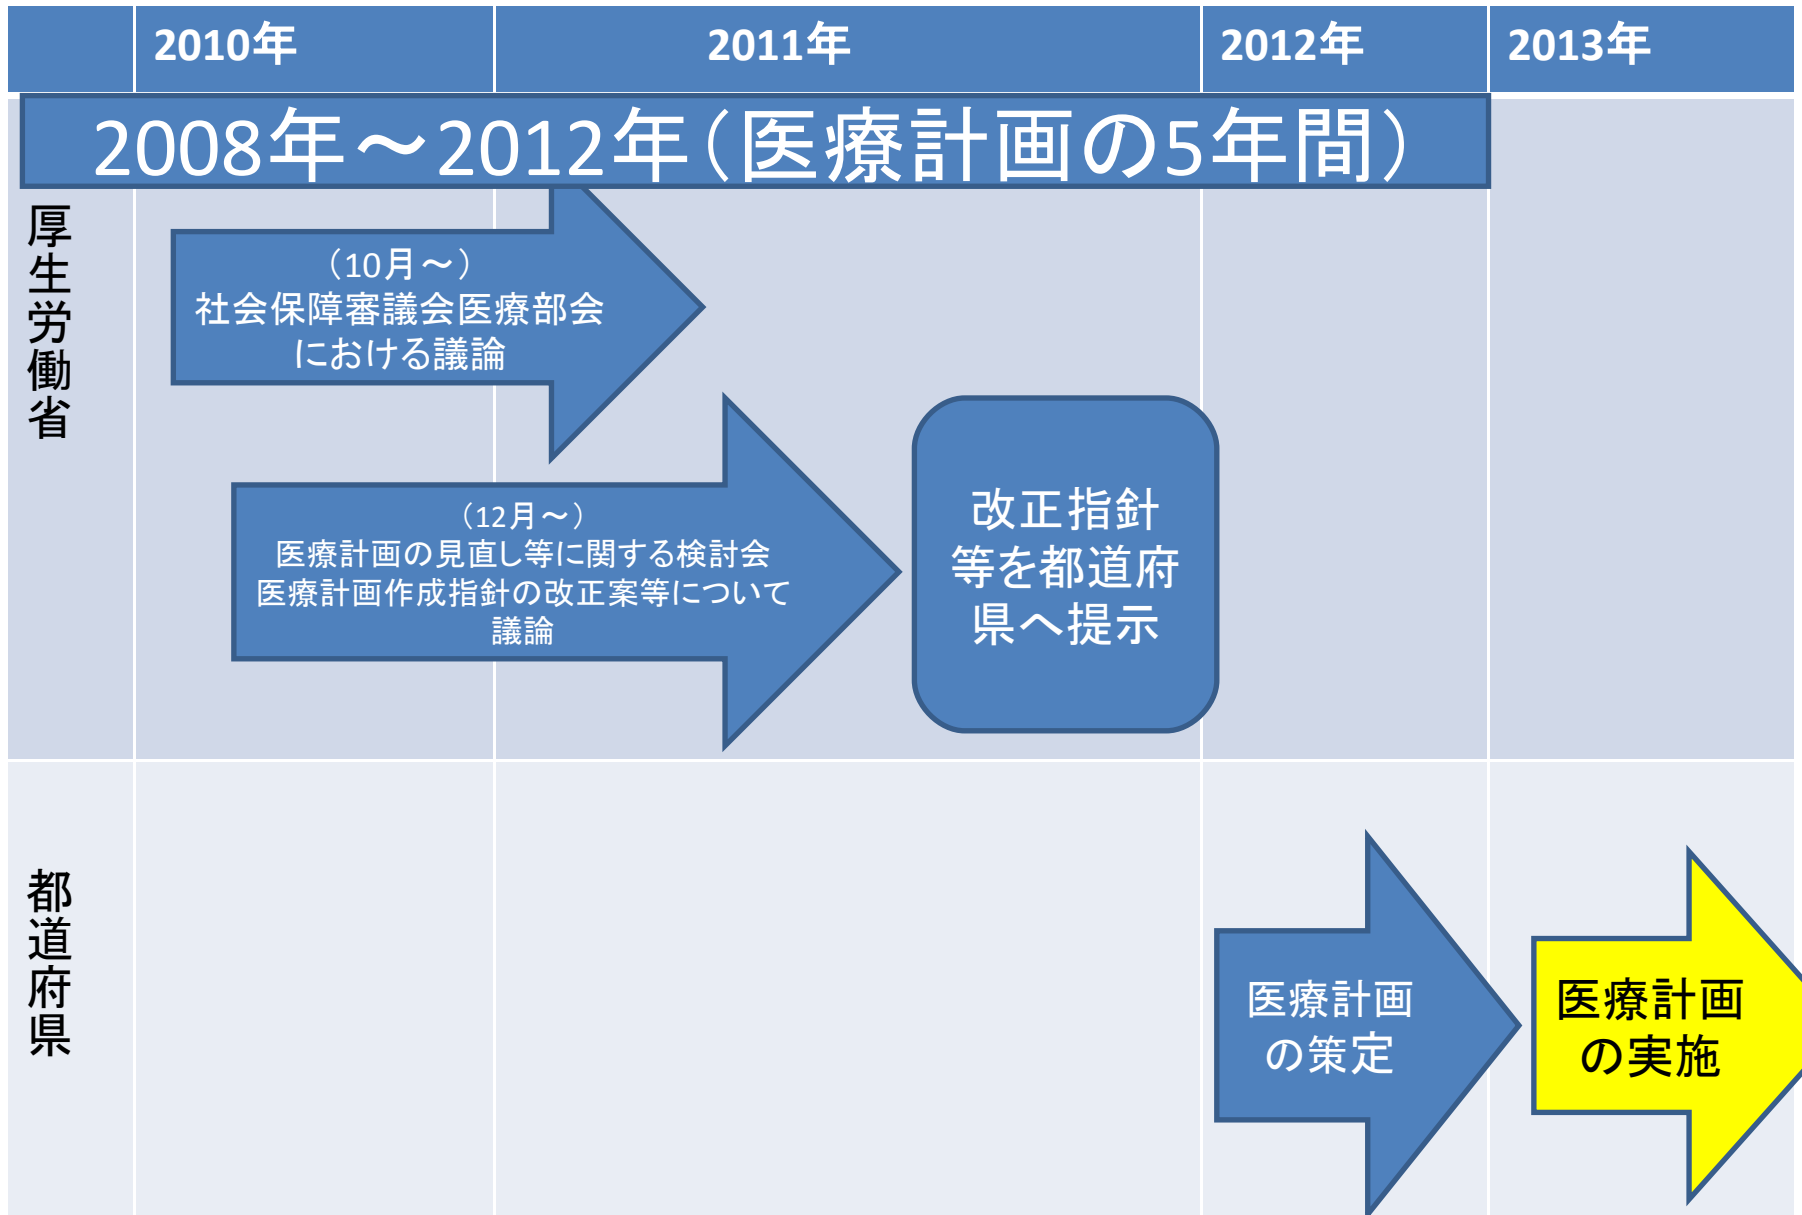 2010年
2011年
2012年
2013年
2008年～2012年（医療計画の5年間）
厚生労働省
（10月～）
社会保障審議会医療部会
における議論
（12月～）
医療計画の見直し等に関する検討会
医療計画作成指針の改正案等について
議論
改正指針
等を都道府
県へ提示
都道府県
医療計画
の策定
医療計画
の実施